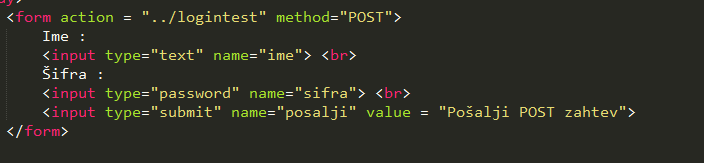 <form action = "../logintest" method="POST">
Ime :
<input type="text" name="ime"> <br>
Šifra :
<input type="password" name="sifra"> <br>
<input type="submit" name="posalji" value = "Pošalji POST zahtev">
</form>